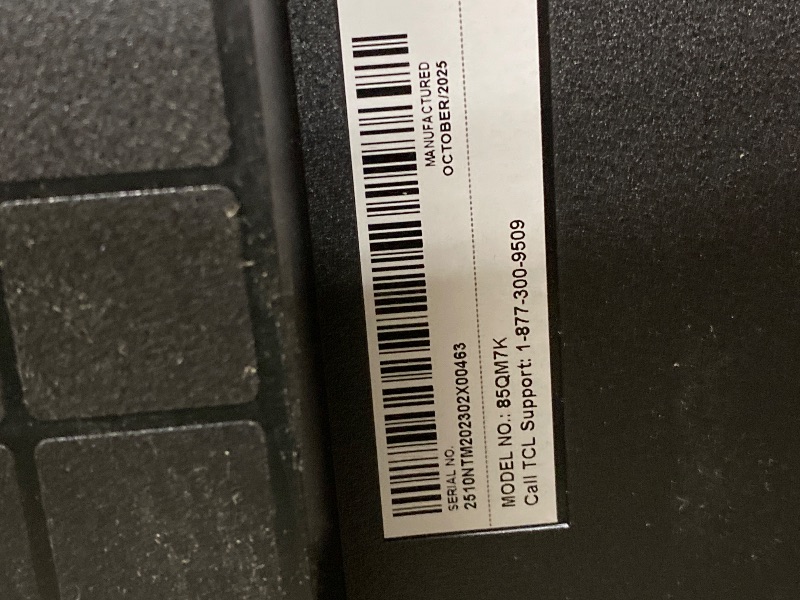 MANUFACTURED
OCTOBER/2025
SERIAL NO.
2510NTM202302X00463
MODEL NO.: 85QM7K
Call TCL Support: 1-877-300-9509